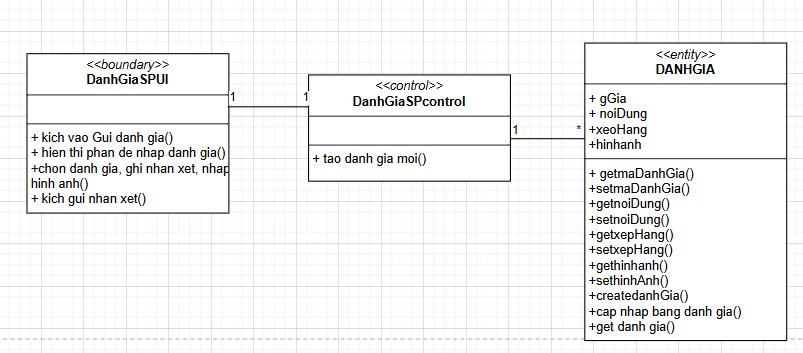 <<boundary>>
DanhGiaSPUI
+ kich vao Gui danh gia()
+ hien thi phan de nhap danh gia()
+chon danh gia, ghi nhan xet, nhap
hinh anh()
+ kich gui nhan xet()
1
1
<<control>>
DanhGiaSPcontrol
+ tao danh gia moi()
1
*
<<entity>>
DANHGIA
+ gGia
+ noiDung
+xeoHang
+hinhanh
+ getmaDanhGia()
+setmaDanhGia()
+getnoiDung()
+setnoiDung()
+getxepHang()
+setxepHang()
+gethinhanh()
+sethinhAnh()
+createdanhGia()
+cap nhap bang danh gia()
+get danh gia()